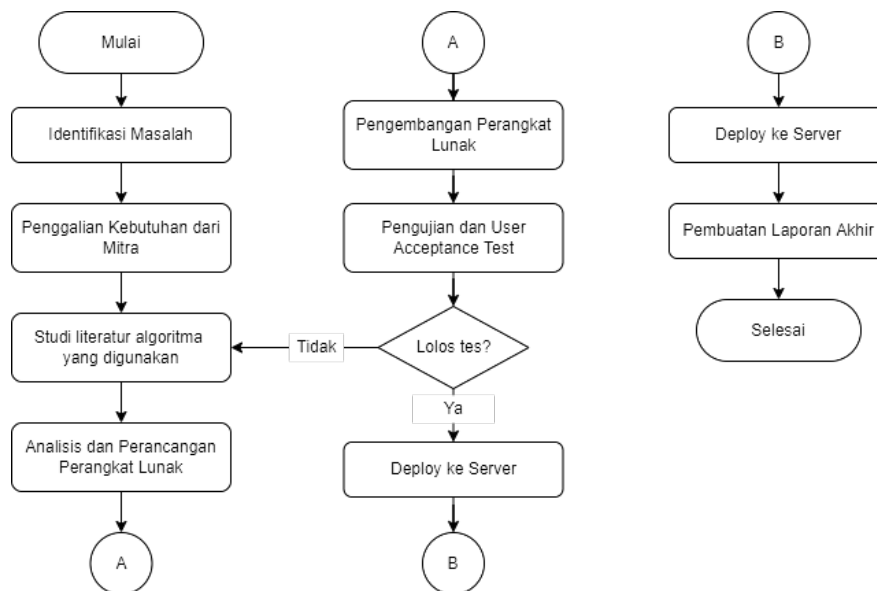 Mulai
Identifikasi Masalah
Penggalian Kebutuhan dari
Mitra
Studi literatur algoritma
yang digunakan
Analisis dan Perancangan
Perangkat Lunak
A
A
Pengembangan Perangkat
Lunak
Pengujian dan User
Acceptance Test
Lolos tes?
Tidak
Ya
Deploy ke Server
B
B
Deploy ke Server
Pembuatan Laporan Akhir
Selesai